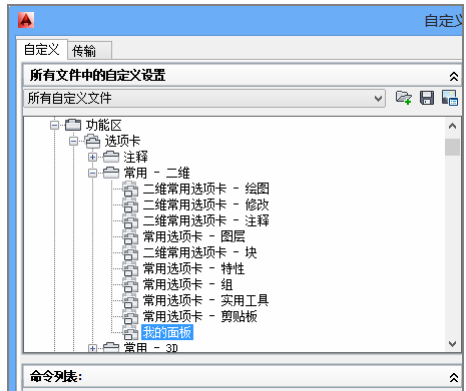 自定义
自定义 传输
所有文件中的自定义设置
所有自定义文件
功能区
选项卡
注释
常用 - 二维
二维常用选项卡 - 绘图
二维常用选项卡 - 修改
二维常用选项卡 - 注释
常用选项卡 - 图层
二维常用选项卡 - 块
常用选项卡 - 特性
常用选项卡 - 组
常用选项卡 - 实用工具
常用选项卡 - 剪贴板
我的面板
常用 - 3D
命令列表: